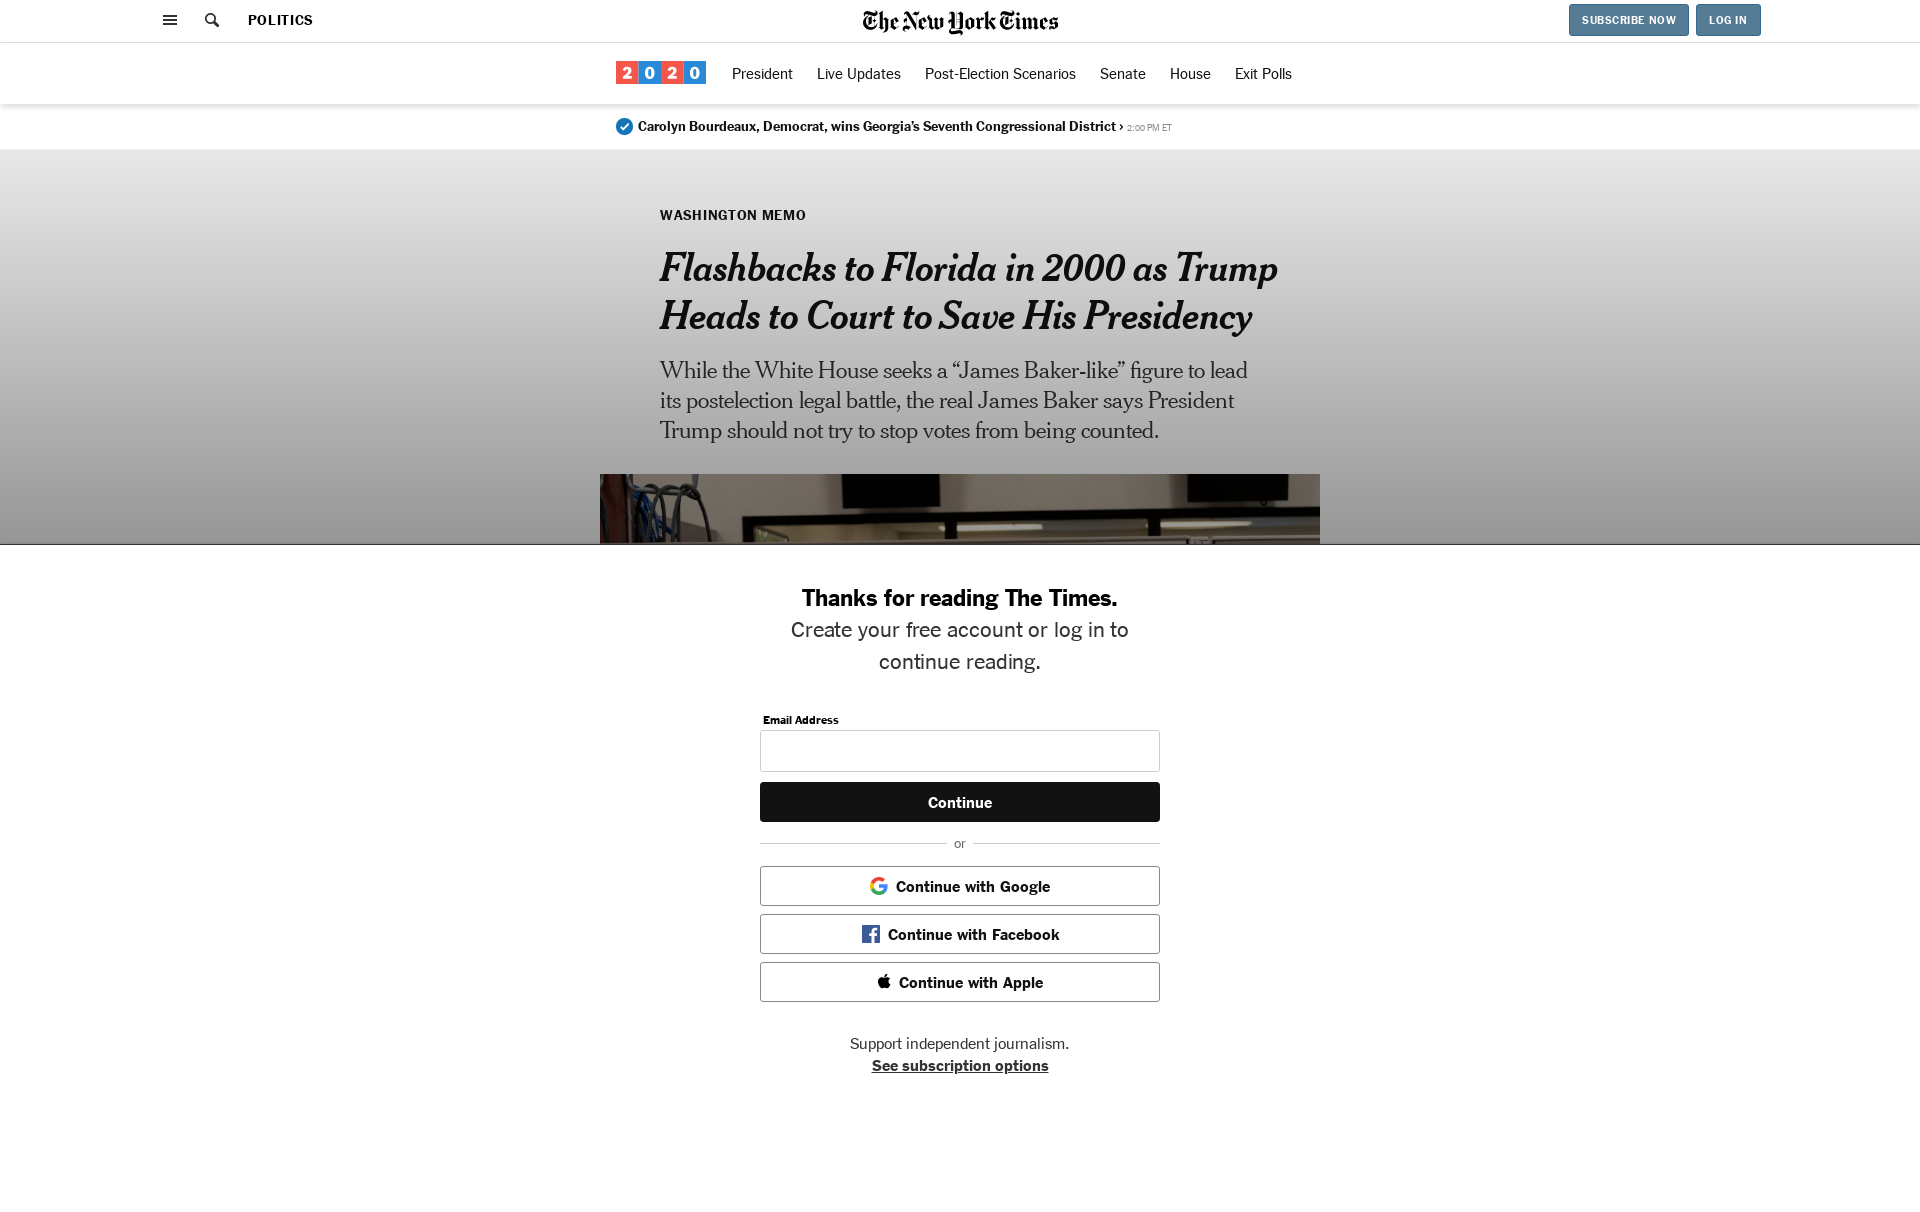 POLITICS
The New York Times
SUBSCRIBE NOW
LOG IN
2020
President
Live Updates
Post-Election Scenarios
Senate
House
Exit Polls
Carolyn Bourdeaux, Democrat, wins Georgia’s Seventh Congressional District › 2:00 PM ET
WASHINGTON MEMO
Flashbacks to Florida in 2000 as Trump
Heads to Court to Save His Presidency
While the White House seeks a “James Baker-like” figure to lead
its postelection legal battle, the real James Baker says President
Trump should not try to stop votes from being counted.
Thanks for reading The Times.
Create your free account or log in to
continue reading.
Email Address
Continue
or
Continue with Google
Continue with Facebook
Continue with Apple
Support independent journalism.
See subscription options